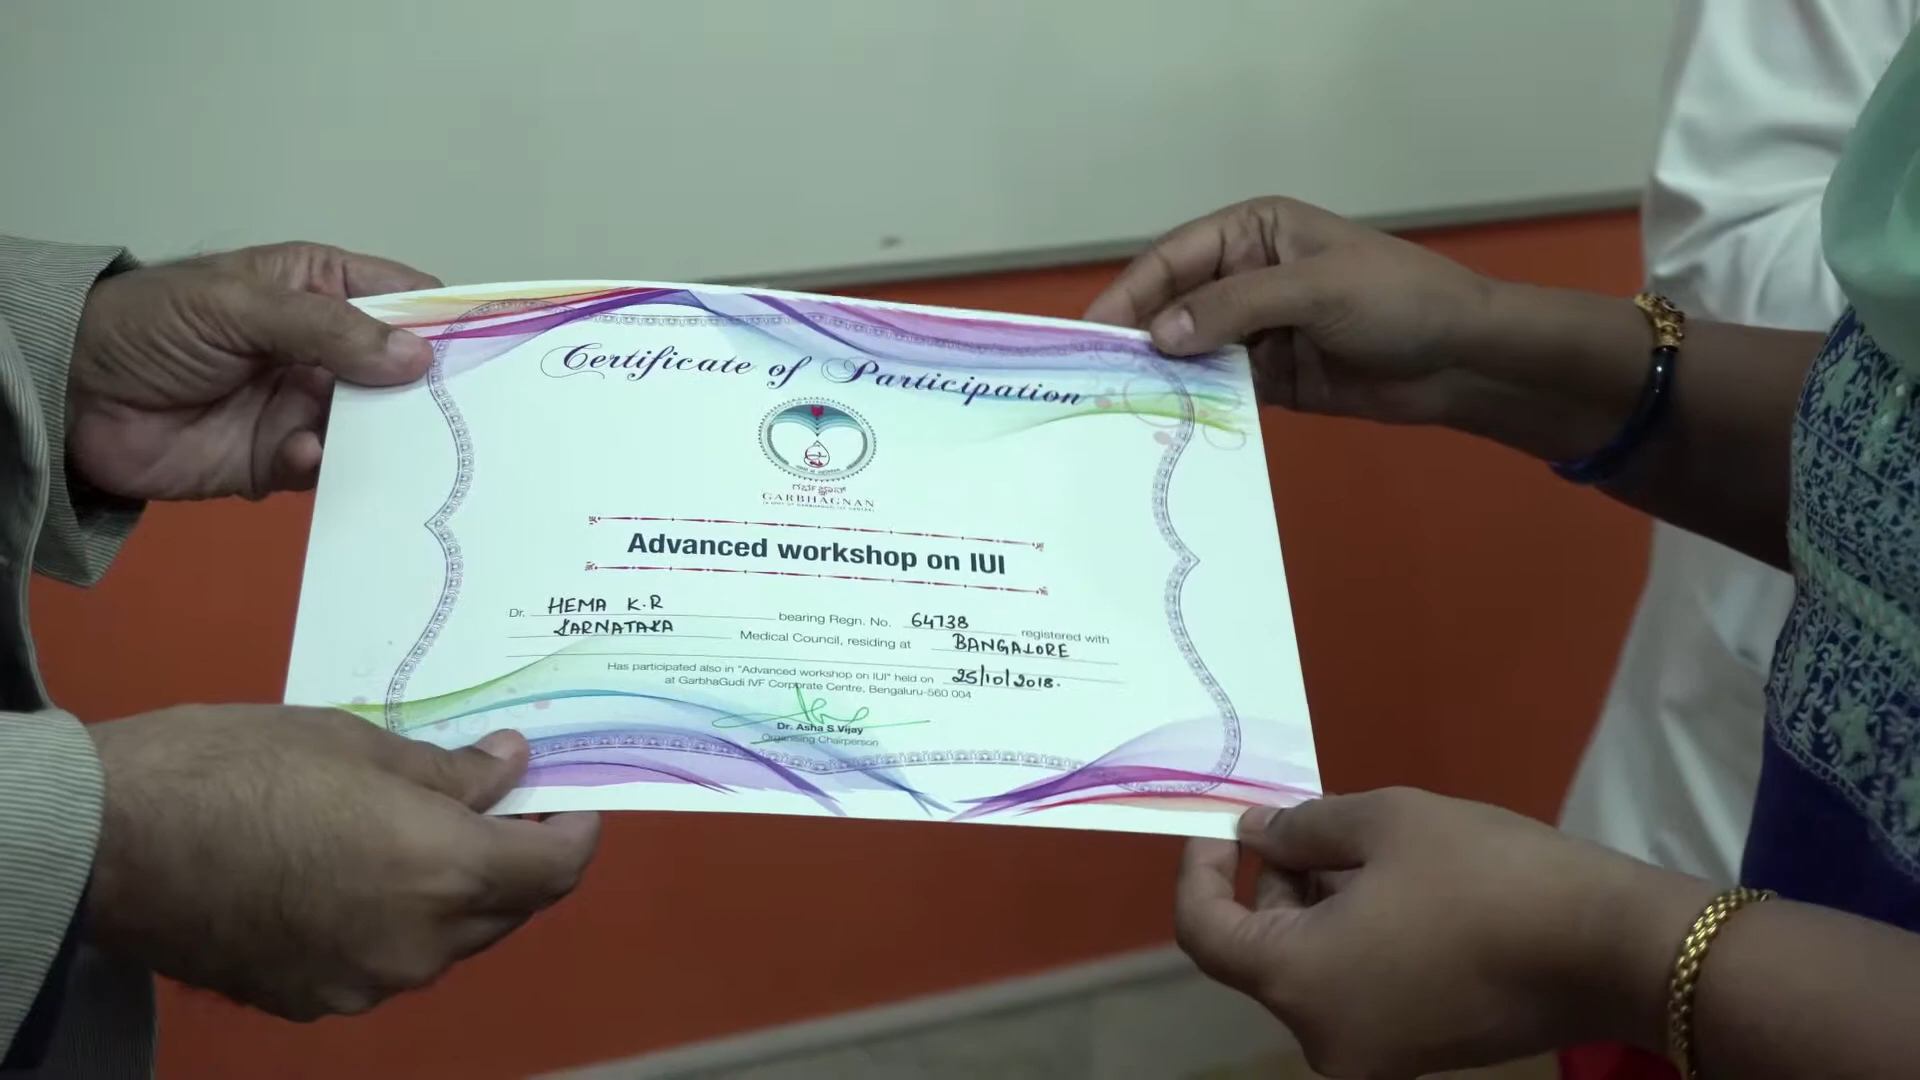 Certificate of Participation
GARBHAGNAN
Advanced workshop on IUI
Dr. HEMA K.R bearing Regn. No. 64738 registered with
KARNATAKA Medical Council, residing at BANGALORE
Has participated also in "Advanced workshop on IUI" held on 25/10/2018.
at GarbhaGudi IVF Corporate Centre, Bengaluru-560 004
Dr. Asha S Vijay
Organising Chairperson